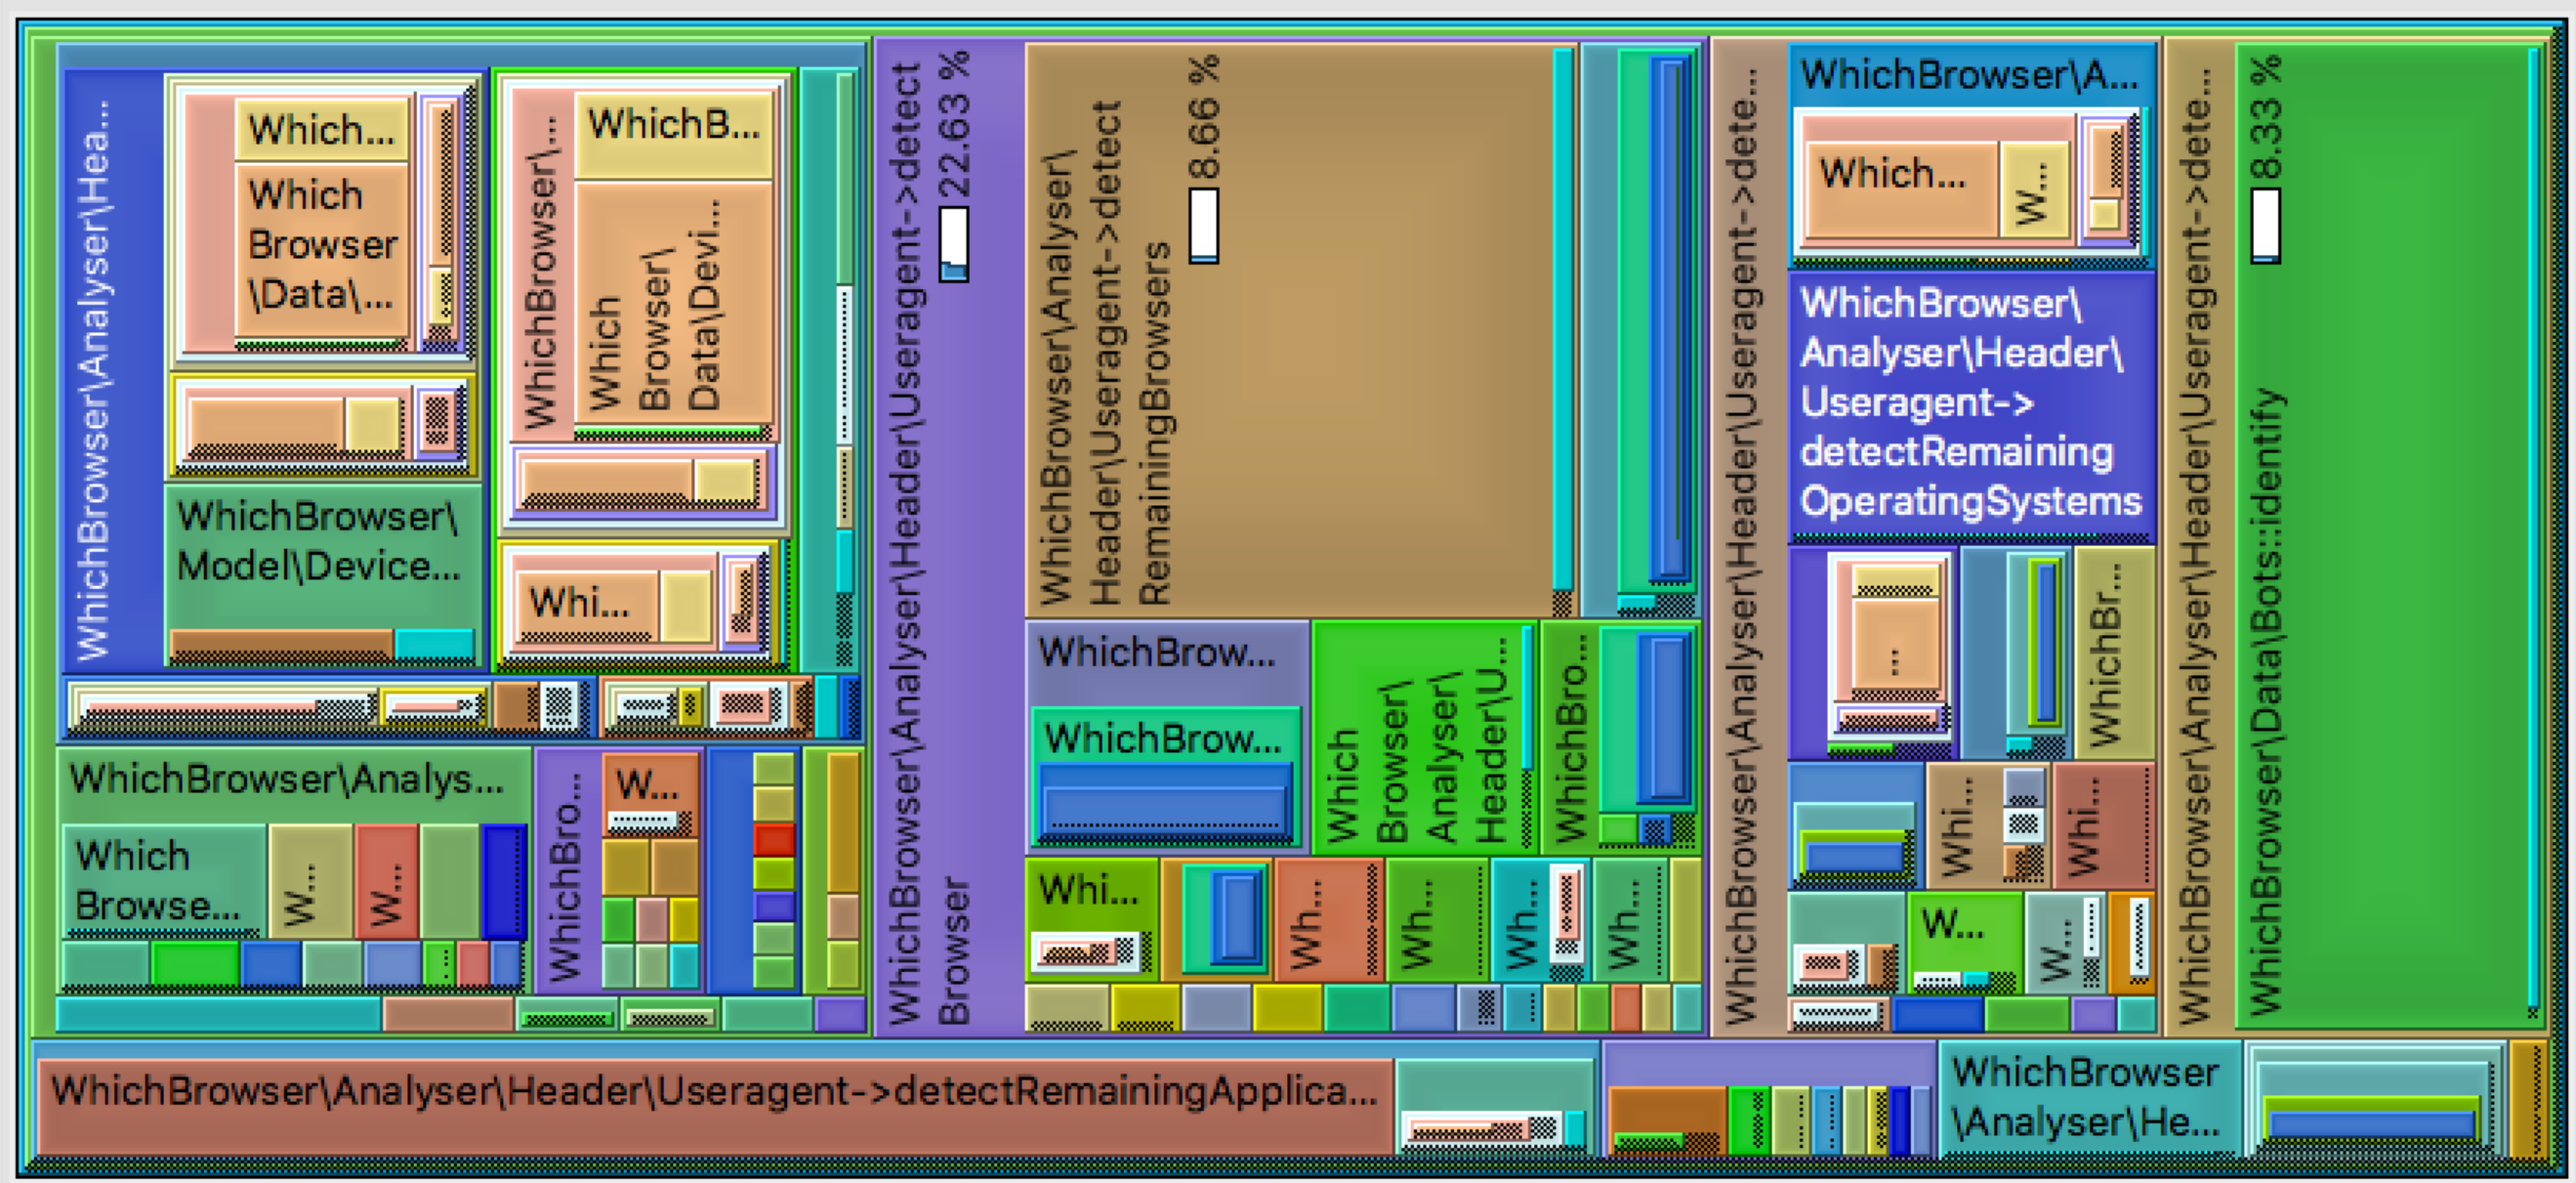 WhichBrowser\Analyser\Hea...
Which...
Which
Browser
\Data\...
WhichBrowser\
Model\Device...
WhichBrowser\...
WhichB...
Which
Browser\
Data\Devi...
Whi...
WhichBrowser\Analys...
Which
Browse...
W...
W...
WhichBro...
W...
WhichBrowser\Analyser\Header\Useragent->detect
Browser
22.63 %
WhichBrowser\Analyser\
Header\Useragent->detect
RemainingBrowsers
8.66 %
WhichBrow...
WhichBrow...
Which
Browser\
Analyser\
Header\U...
WhichBro...
Whi...
Wh...
Wh...
Wh...
Wh...
WhichBrowser\Analyser\Header\Useragent->dete...
WhichBrowser\A...
Which...
W...
WhichBrowser\
Analyser\Header\
Useragent->
detectRemaining
OperatingSystems
...
WhichBr...
Whi...
Whi...
W...
W...
WhichBrowser\Analyser\Header\Useragent->dete...
WhichBrowser\Data\Bots::identify
8.33 %
WhichBrowser\Analyser\Header\Useragent->detectRemainingApplica...
WhichBrowser
\Analyser\He...